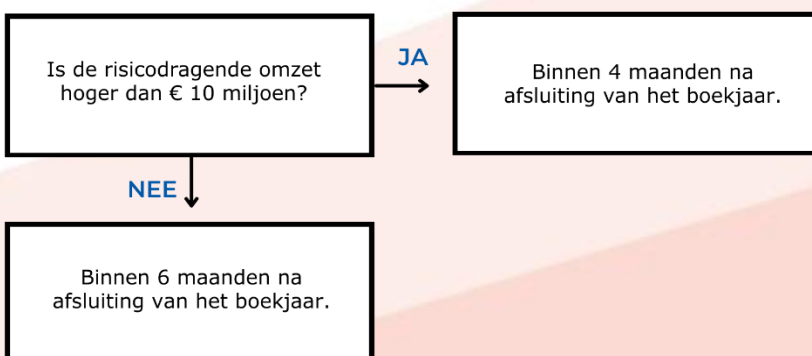 Is de risicodragende omzet
hoger dan € 10 miljoen?
JA
Binnen 4 maanden na
afsluiting van het boekjaar.
NEE
Binnen 6 maanden na
afsluiting van het boekjaar.